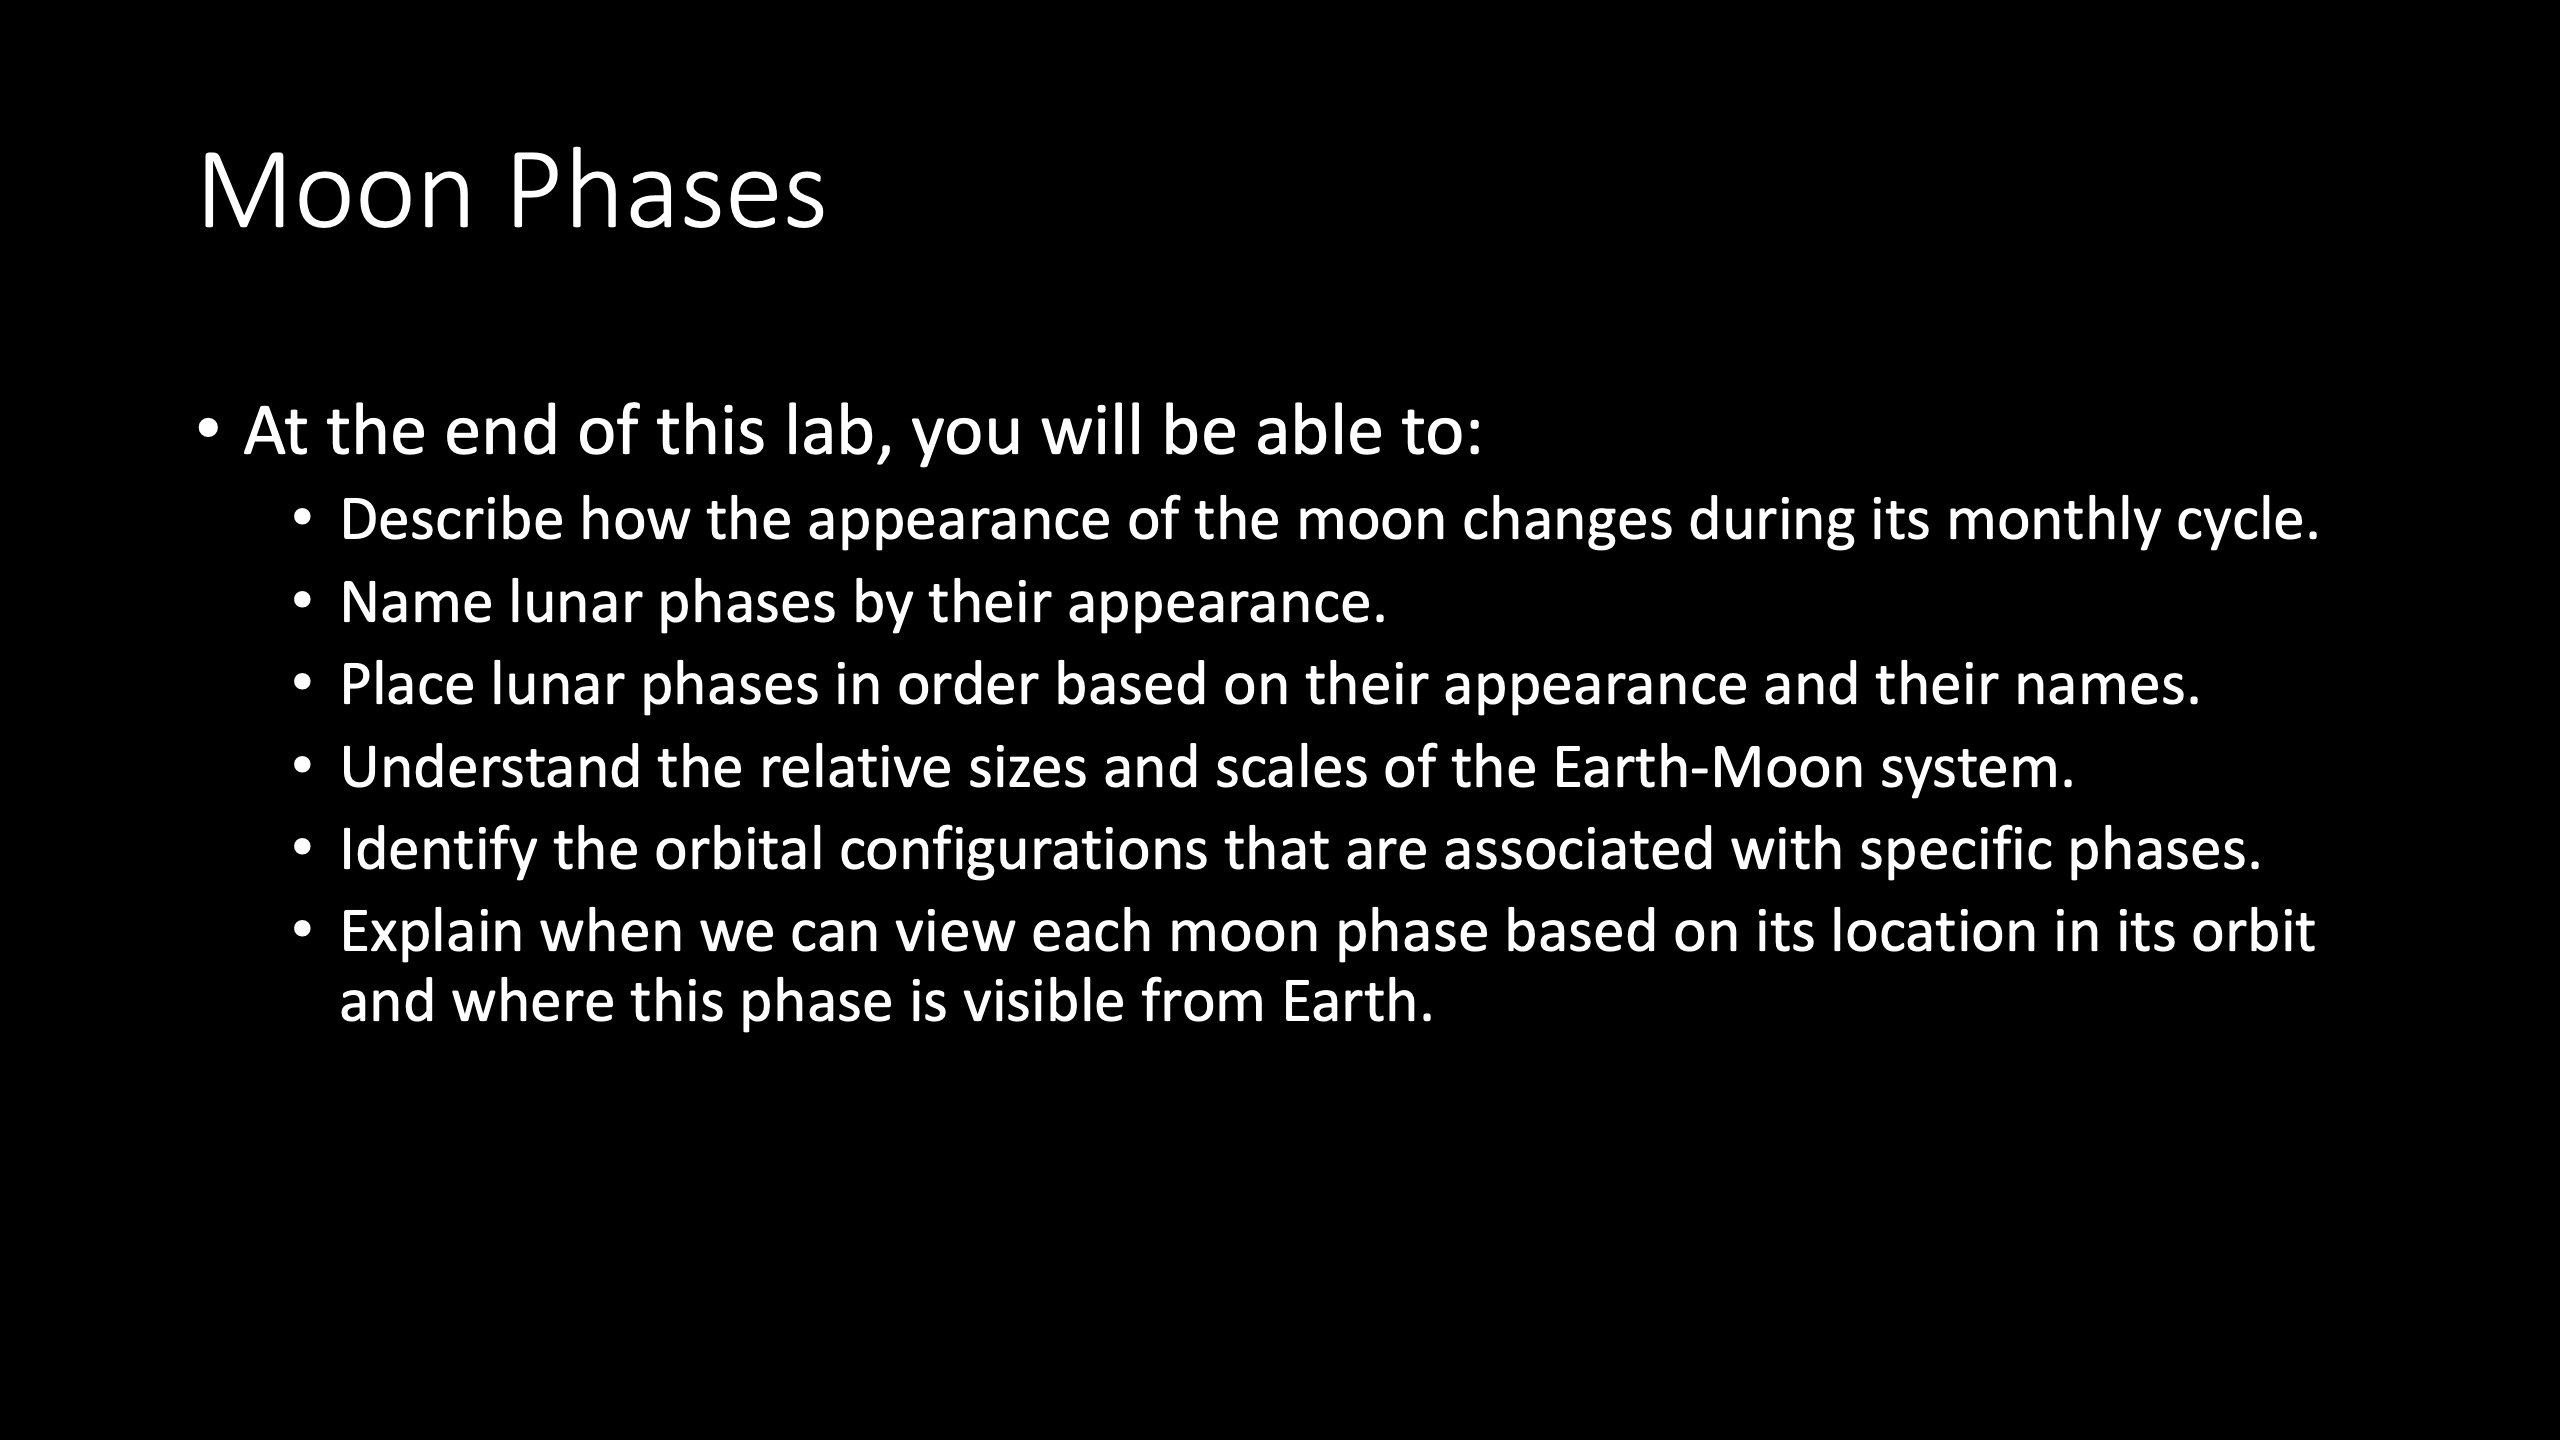 Moon Phases
• At the end of this lab, you will be able to:
• Describe how the appearance of the moon changes during its monthly cycle.
• Name lunar phases by their appearance.
• Place lunar phases in order based on their appearance and their names.
• Understand the relative sizes and scales of the Earth-Moon system.
• Identify the orbital configurations that are associated with specific phases.
• Explain when we can view each moon phase based on its location in its orbit
and where this phase is visible from Earth.